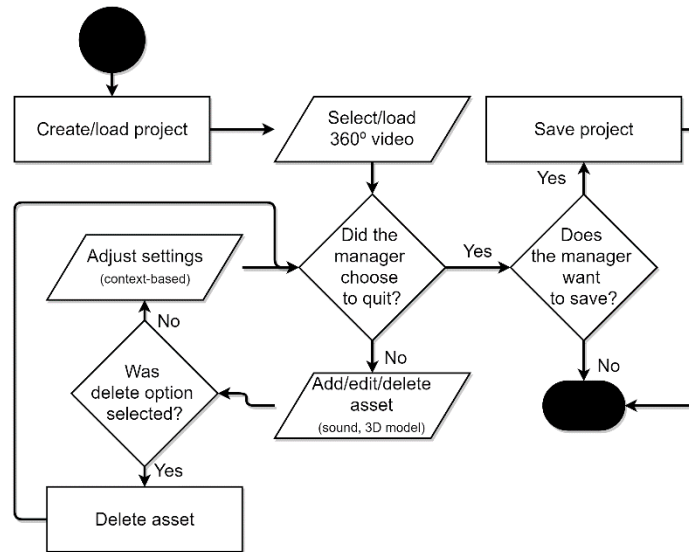 Create/load project
Select/load
360º video
Save project
Yes
Adjust settings
(context-based)
Did the
manager
choose
to quit?
Yes
Does
the manager
want
to save?
No
No
No
Was
delete option
selected?
Add/edit/delete
asset
(sound, 3D model)
Yes
Delete asset